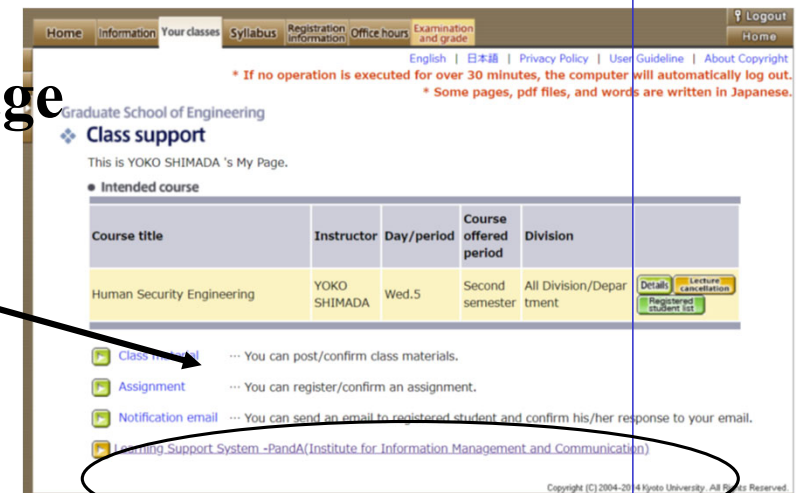 Logout
Home Information Your classes Syllabus Registration information Office hours Examination and grade Home
English | 日本語 | Privacy Policy | User Guideline | About Copyright
* If no operation is executed for over 30 minutes, the computer will automatically log out.
* Some pages, pdf files, and words are written in Japanese.
ge
Graduate School of Engineering
Class support
This is YOKO SHIMADA 's My Page.
Intended course
Course title Instructor Day/period Course offered period Division
Human Security Engineering YOKO SHIMADA Wed.5 Second semester All Division/Depar tment Details Lecture cancellation Registered student list
Class material ··· You can post/confirm class materials.
Assignment ··· You can register/confirm an assignment.
Notification email ··· You can send an email to registered student and confirm his/her response to your email.
Learning Support System -PandA(Institute for Information Management and Communication)
Copyright (C) 2004-2014 Kyoto University. All Rights Reserved.